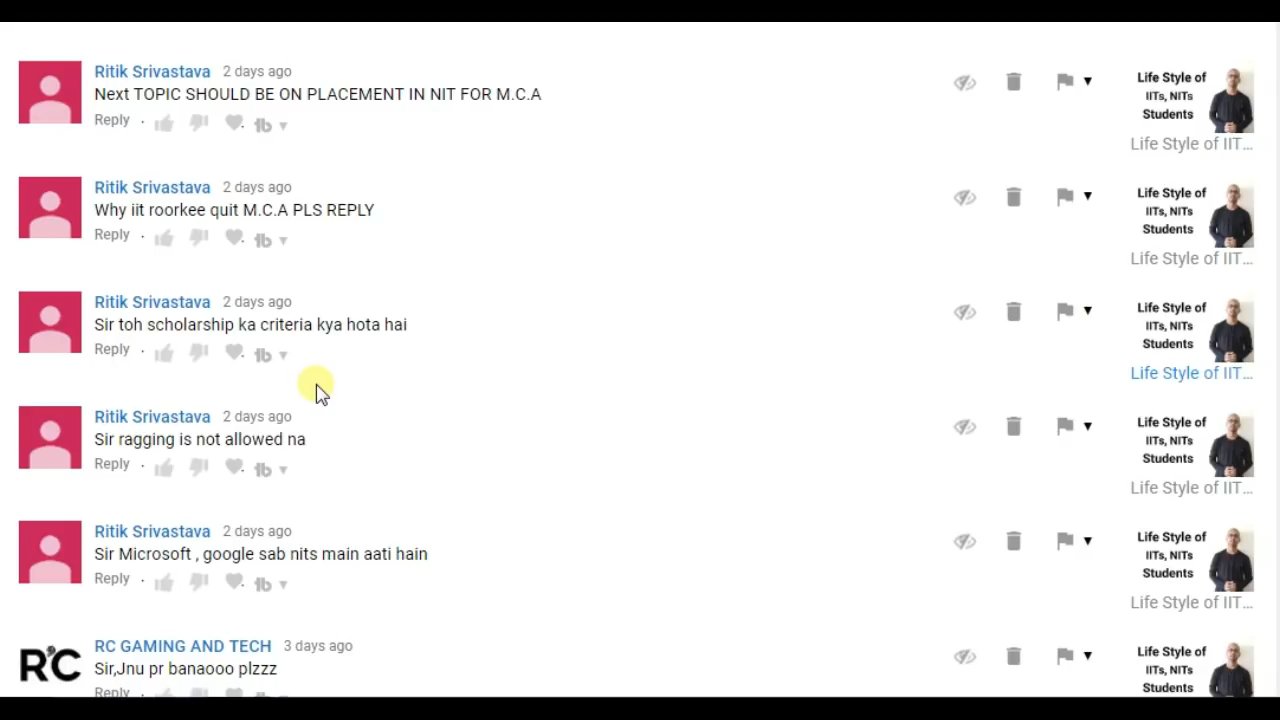 Ritik Srivastava 2 days ago
Next TOPIC SHOULD BE ON PLACEMENT IN NIT FOR M.C.A
Reply
Life Style of
IITs, NITs
Students
Life Style of IIT...
Ritik Srivastava 2 days ago
Why iit roorkee quit M.C.A PLS REPLY
Reply
Life Style of
IITs, NITs
Students
Life Style of IIT...
Ritik Srivastava 2 days ago
Sir toh scholarship ka criteria kya hota hai
Reply
Life Style of
IITs, NITs
Students
Life Style of IIT...
Ritik Srivastava 2 days ago
Sir ragging is not allowed na
Reply
Life Style of
IITs, NITs
Students
Life Style of IIT...
Ritik Srivastava 2 days ago
Sir Microsoft , google sab nits main aati hain
Reply
Life Style of
IITs, NITs
Students
Life Style of IIT...
RC GAMING AND TECH 3 days ago
Sir,Jnu pr banaooo plzzz
Reply
RC
Life Style of
IITs, NITs
Students